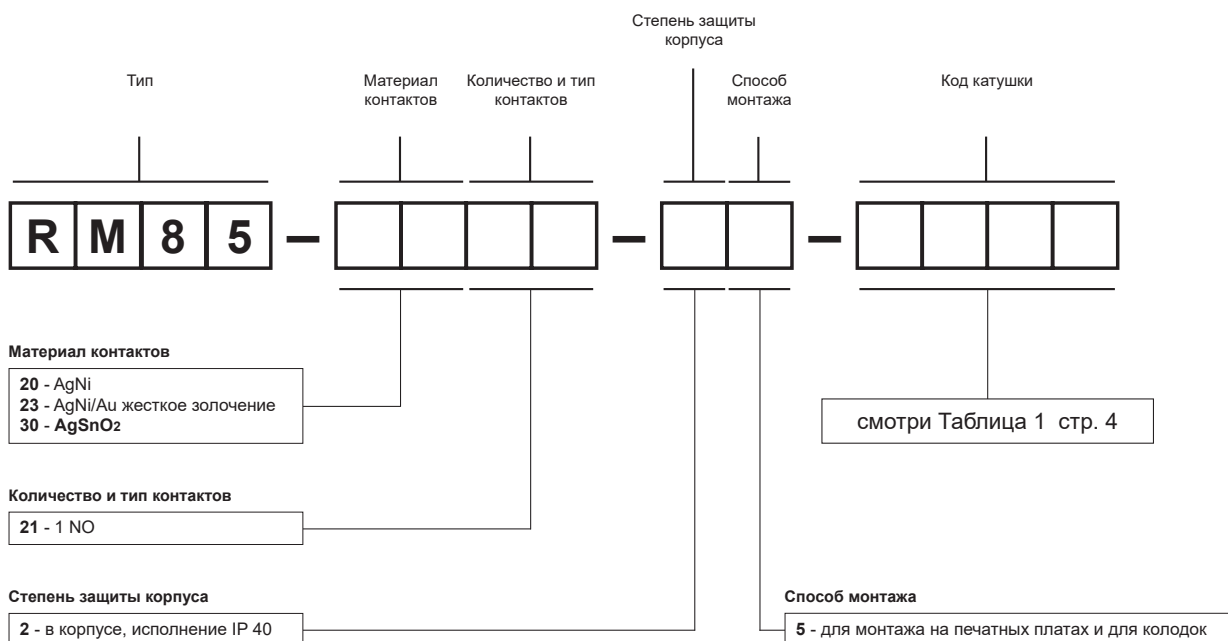 Степень защиты
корпуса
Тип
Материал
контактов
Количество и тип
контактов
Способ
монтажа
Код катушки
RM85 – –  –
Материал контактов
20 - AgNi
23 - AgNi/Au жесткое золочение
30 - AgSnO2
смотри Таблица 1 стр. 4
Количество и тип контактов
21 - 1 NO
Степень защиты корпуса
2 - в корпусе, исполнение IP 40
Способ монтажа
5 - для монтажа на печатных платах и для колодок